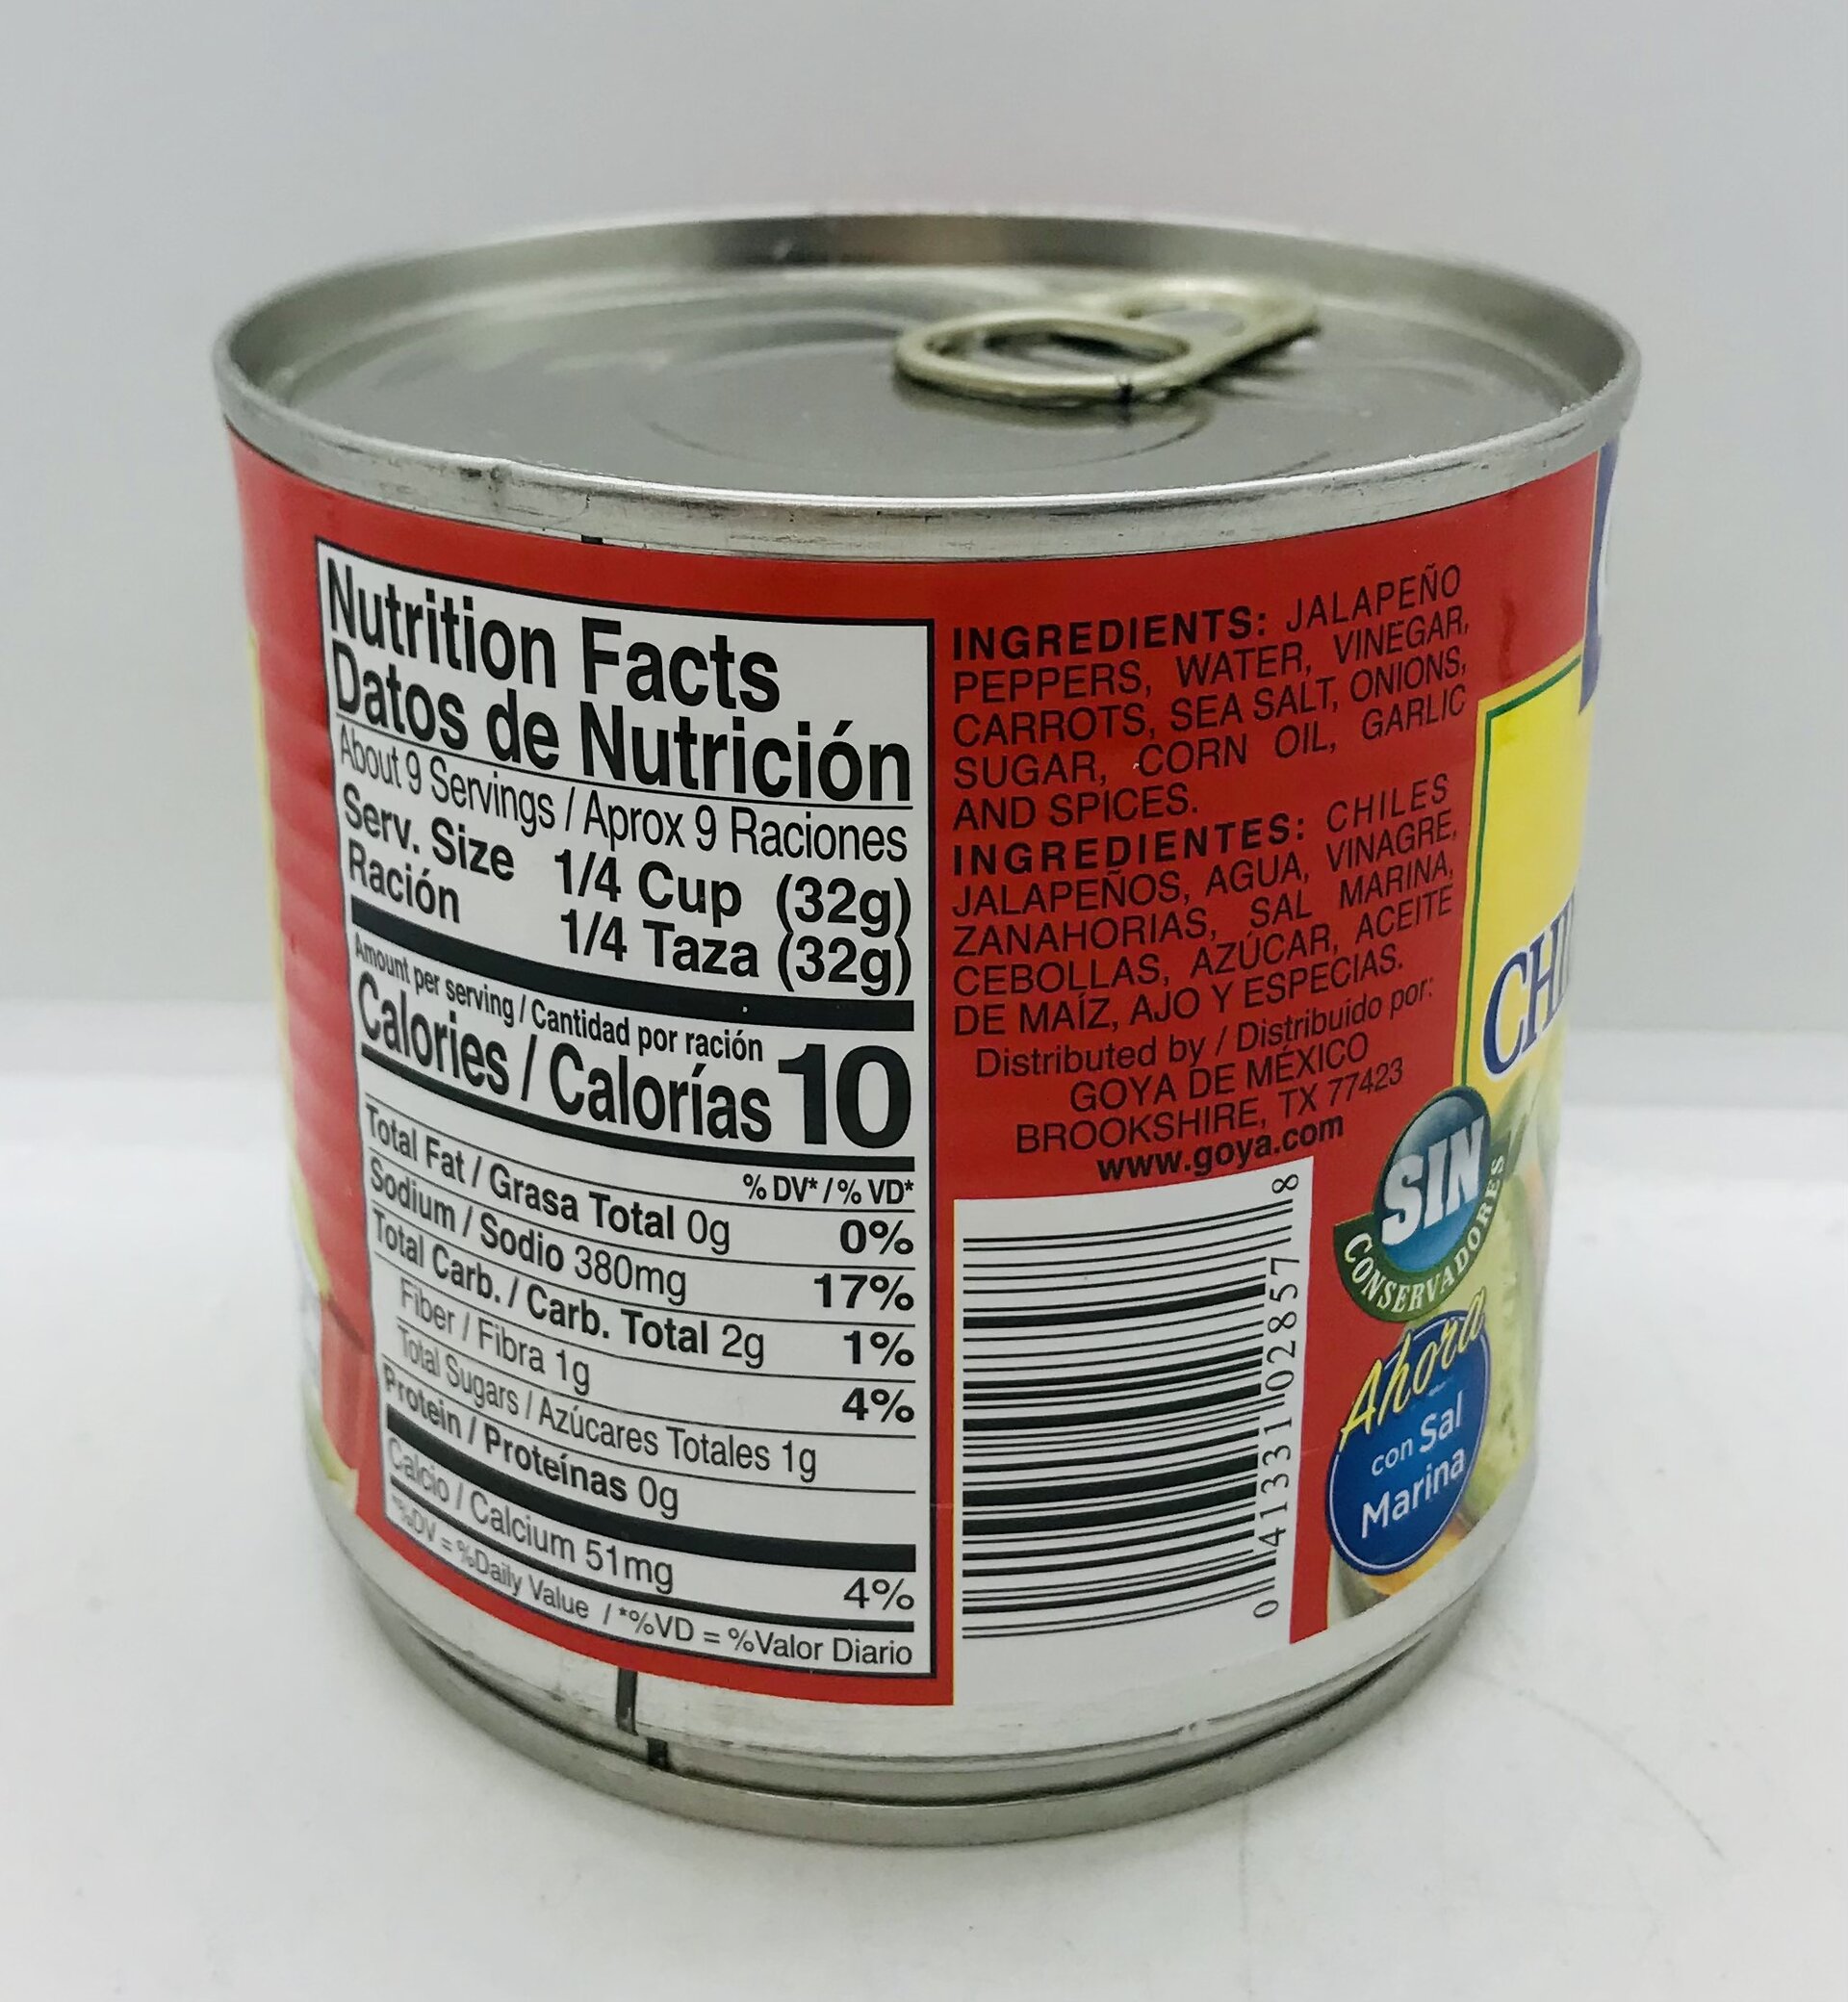 Nutrition Facts
Datos de Nutrición
About 9 Servings / Aprox 9 Raciones
Serv. Size 1/4 Cup (32g)
Ración 1/4 Taza (32g)
Amount per serving / Cantidad por ración
Calories / Calorías 10
% DV* / % VD*
Total Fat / Grasa Total 0g 0%
Sodium / Sodio 380mg 17%
Total Carb. / Carb. Total 2g 1%
Fiber / Fibra 1g 4%
Total Sugars / Azúcares Totales 1g
Protein / Proteínas 0g
Calcio / Calcium 51mg 4%
*%DV = %Daily Value / *%VD = %Valor Diario
INGREDIENTS: JALAPEÑO
PEPPERS, WATER, VINEGAR,
CARROTS, SEA SALT, ONIONS,
SUGAR, CORN OIL, GARLIC
AND SPICES.
INGREDIENTES: CHILES
JALAPEÑOS, AGUA, VINAGRE,
ZANAHORIAS, SAL MARINA,
CEBOLLAS, AZÚCAR, ACEITE
DE MAÍZ, AJO Y ESPECIAS.
Distributed by / Distribuido por:
GOYA DE MÉXICO
BROOKSHIRE, TX 77423
www.goya.com
0 41331 02857 8
SIN
CONSERVADORES
Ahora
con Sal
Marina